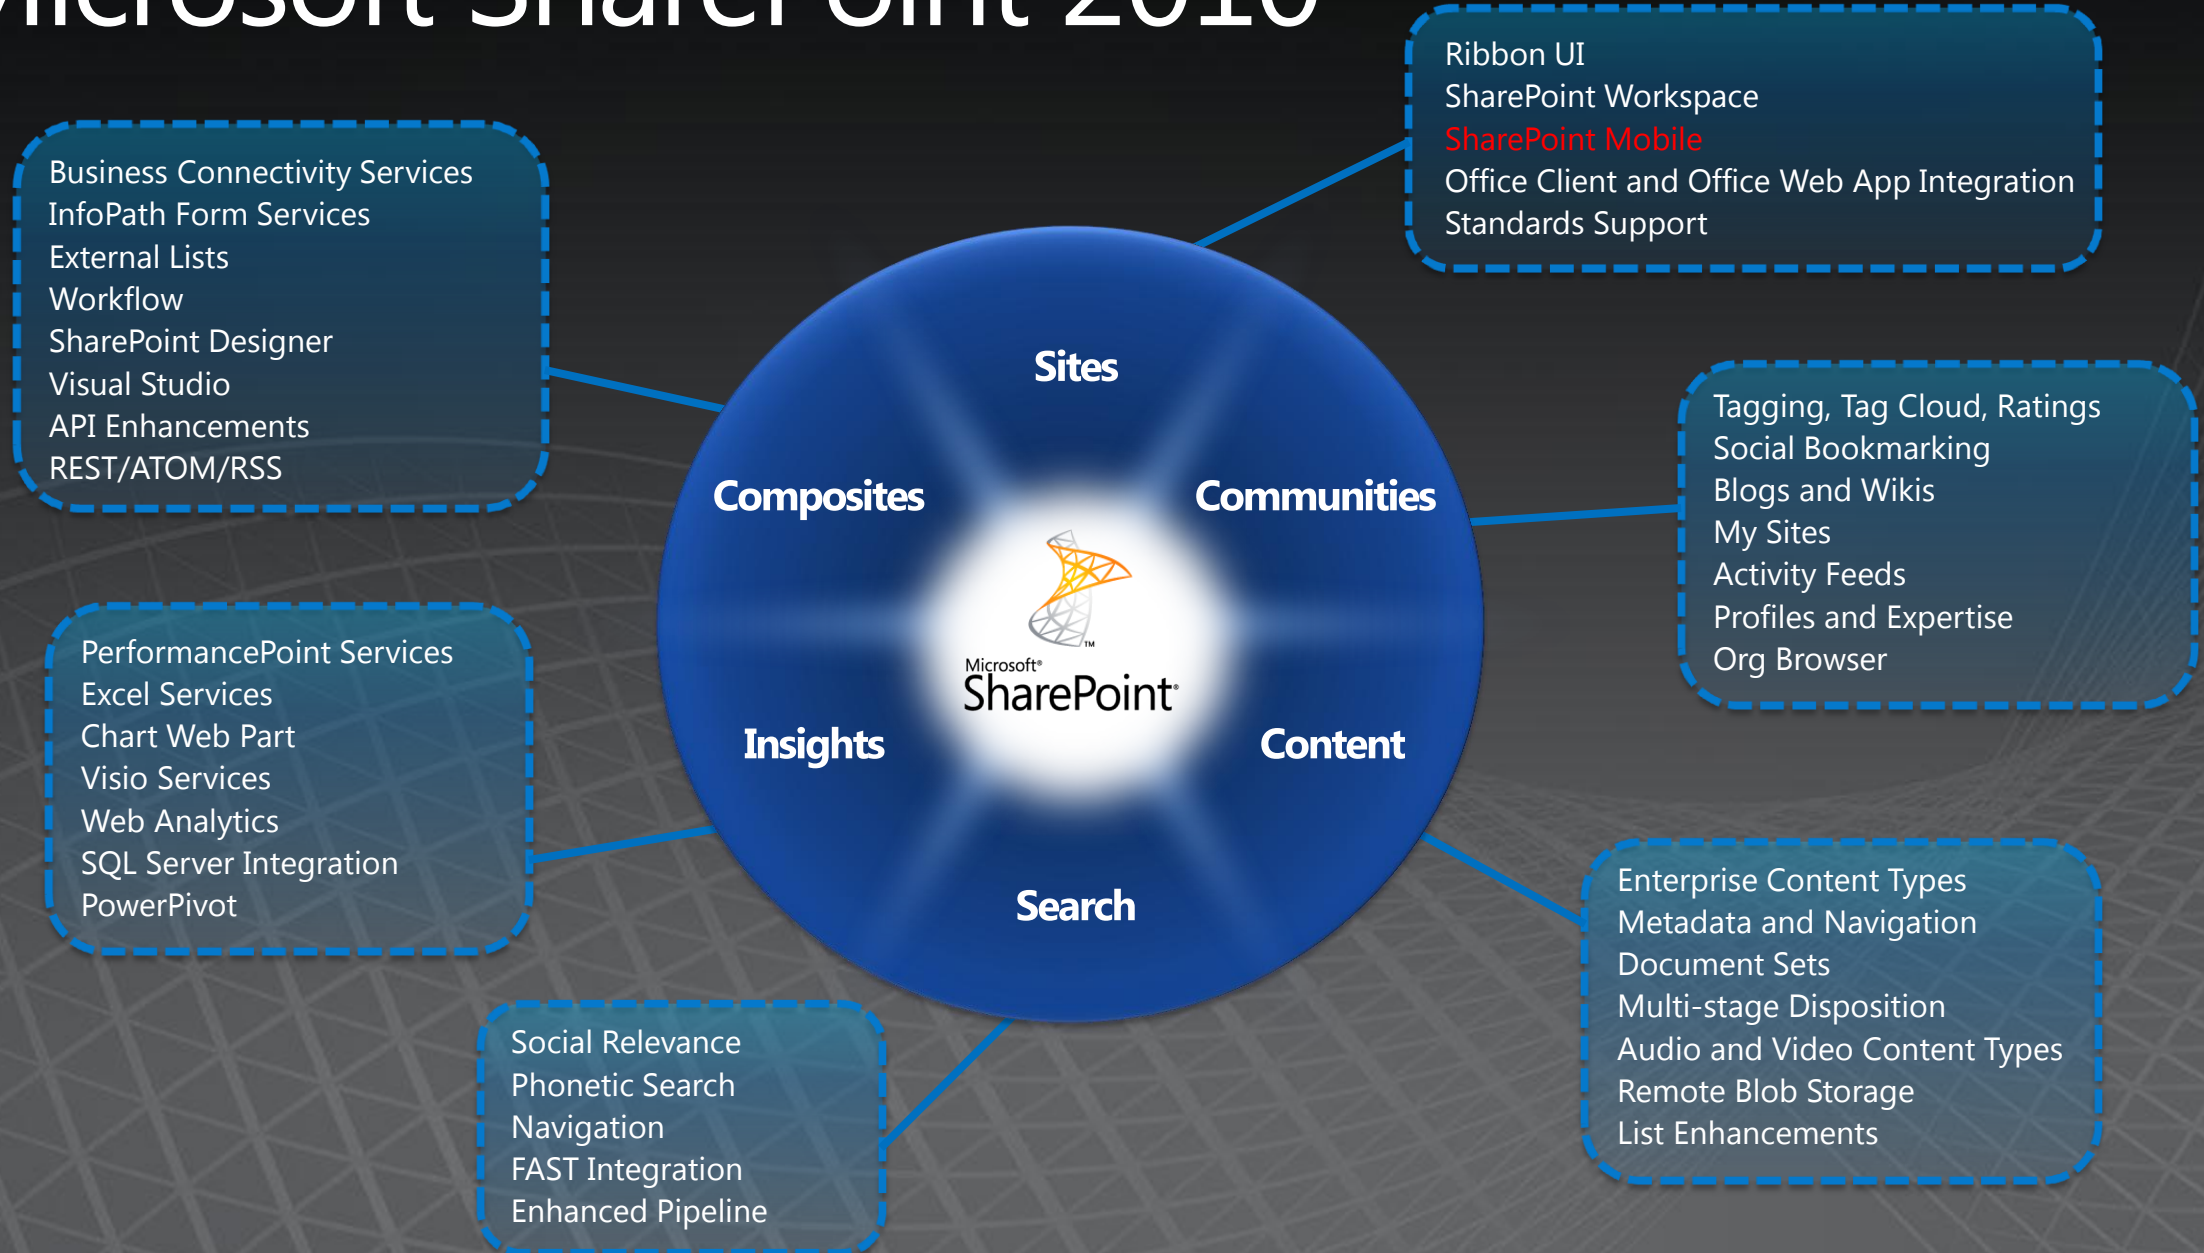 Microsoft SharePoint 2010
Ribbon UI
SharePoint Workspace
SharePoint Mobile
Office Client and Office Web App Integration
Standards Support
Business Connectivity Services
InfoPath Form Services
External Lists
Workflow
SharePoint Designer
Visual Studio
API Enhancements
REST/ATOM/RSS
Sites
Composites
Communities
Insights
Content
Search
Microsoft®
SharePoint®
™
Tagging, Tag Cloud, Ratings
Social Bookmarking
Blogs and Wikis
My Sites
Activity Feeds
Profiles and Expertise
Org Browser
PerformancePoint Services
Excel Services
Chart Web Part
Visio Services
Web Analytics
SQL Server Integration
PowerPivot
Enterprise Content Types
Metadata and Navigation
Document Sets
Multi-stage Disposition
Audio and Video Content Types
Remote Blob Storage
List Enhancements
Social Relevance
Phonetic Search
Navigation
FAST Integration
Enhanced Pipeline